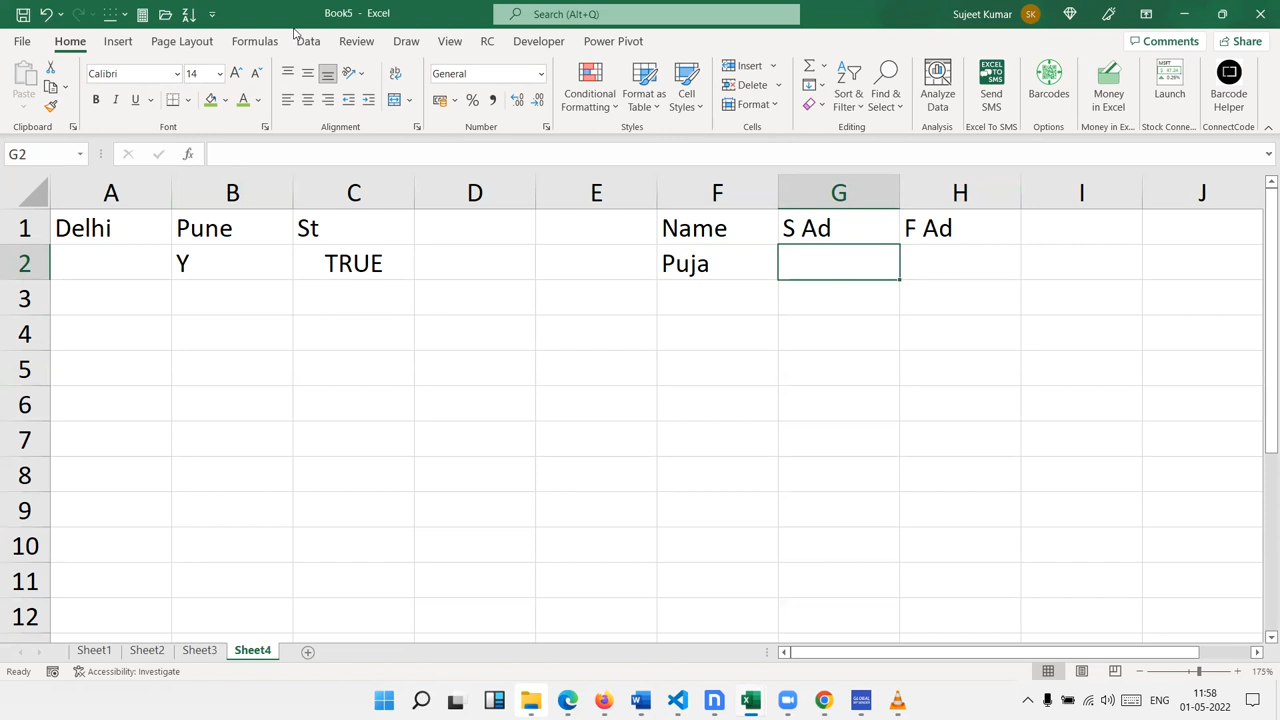 Book5 - Excel
Search (Alt+Q)
Sujeet Kumar
SK
File Home Insert Page Layout Formulas Data Review Draw View RC Developer Help Power Pivot
Comments
Share
Paste
Calibri 14
General
Conditional Formatting
Format as Table
Cell Styles
Insert
Delete
Format
Sort & Filter
Find & Select
Analyze Data
Send SMS
Barcodes
Money in Excel
Launch
Barcode Helper
Clipboard Font Alignment Number Styles Cells Editing Analysis Excel To SMS Options Money in Ex... Stock Conne... ConnectCode
G2
fx
A B C D E F G H I J
1 Delhi Pune St Name S Ad F Ad
2 Y TRUE Puja
3
4
5
6
7
8
9
10
11
12
Sheet1 Sheet2 Sheet3 Sheet4
Ready Accessibility: Investigate 175%
ENG
11:58
01-05-2022